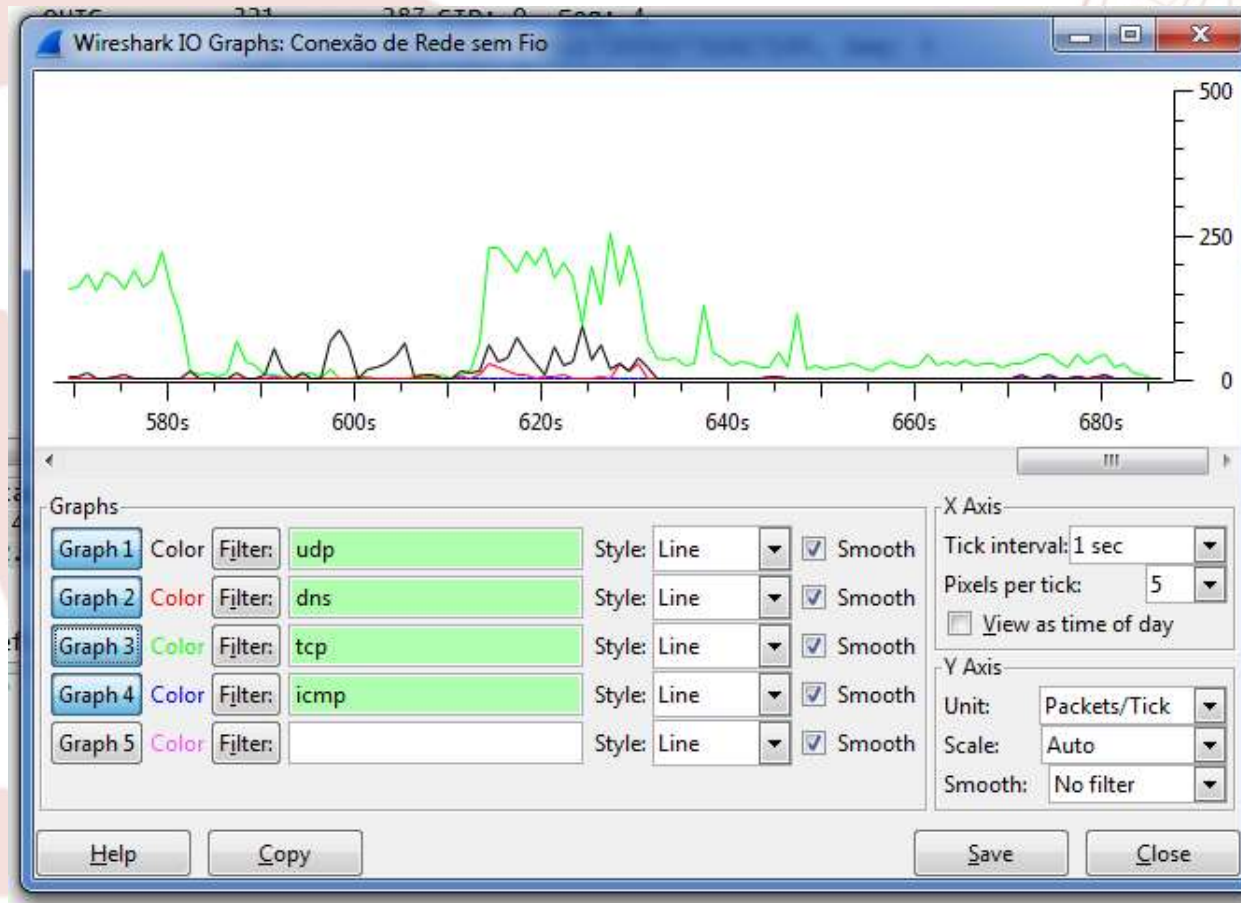 Wireshark IO Graphs: Conexão de Rede sem Fio
500
250
0
580s 600s 620s 640s 660s 680s
Graphs
Graph 1 Color Filter: udp Style: Line Smooth
Graph 2 Color Filter: dns Style: Line Smooth
Graph 3 Color Filter: tcp Style: Line Smooth
Graph 4 Color Filter: icmp Style: Line Smooth
Graph 5 Color Filter: Style: Line Smooth
X Axis
Tick interval: 1 sec
Pixels per tick: 5
View as time of day
Y Axis
Unit: Packets/Tick
Scale: Auto
Smooth: No filter
Help Copy Save Close